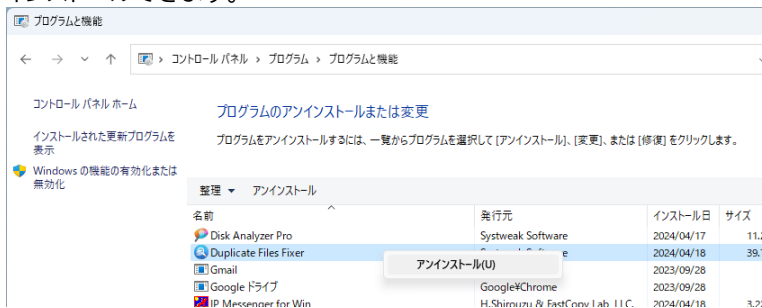 プログラムと機能
コントロール パネル › プログラム › プログラムと機能
コントロール パネル ホーム
インストールされた更新プログラムを
表示
Windows の機能の有効化または
無効化
プログラムのアンインストールまたは変更
プログラムをアンインストールするには、一覧からプログラムを選択して [アンインストール]、[変更]、または [修復] をクリックします。
整理 ▼ アンインストール
名前 発行元 インストール日 サイズ
Disk Analyzer Pro Systweak Software 2024/04/17 11.2
Duplicate Files Fixer 2024/04/18 39.
アンインストール(U)
Gmail 2023/09/28
Google ドライブ Google¥Chrome 2023/09/28
IP Messenger for Win H.Shirouzu & FastCopy Lab, LLC. 2024/04/18 3.22